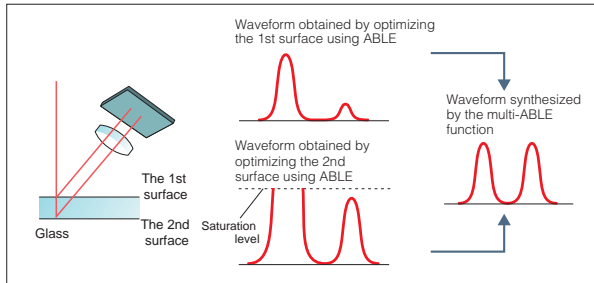 Waveform obtained by optimizing
the 1st surface using ABLE
Waveform synthesized
by the multi-ABLE
function
Waveform obtained by
optimizing the 2nd
surface using ABLE
Saturation
level
The 1st
surface
The 2nd
surface
Glass